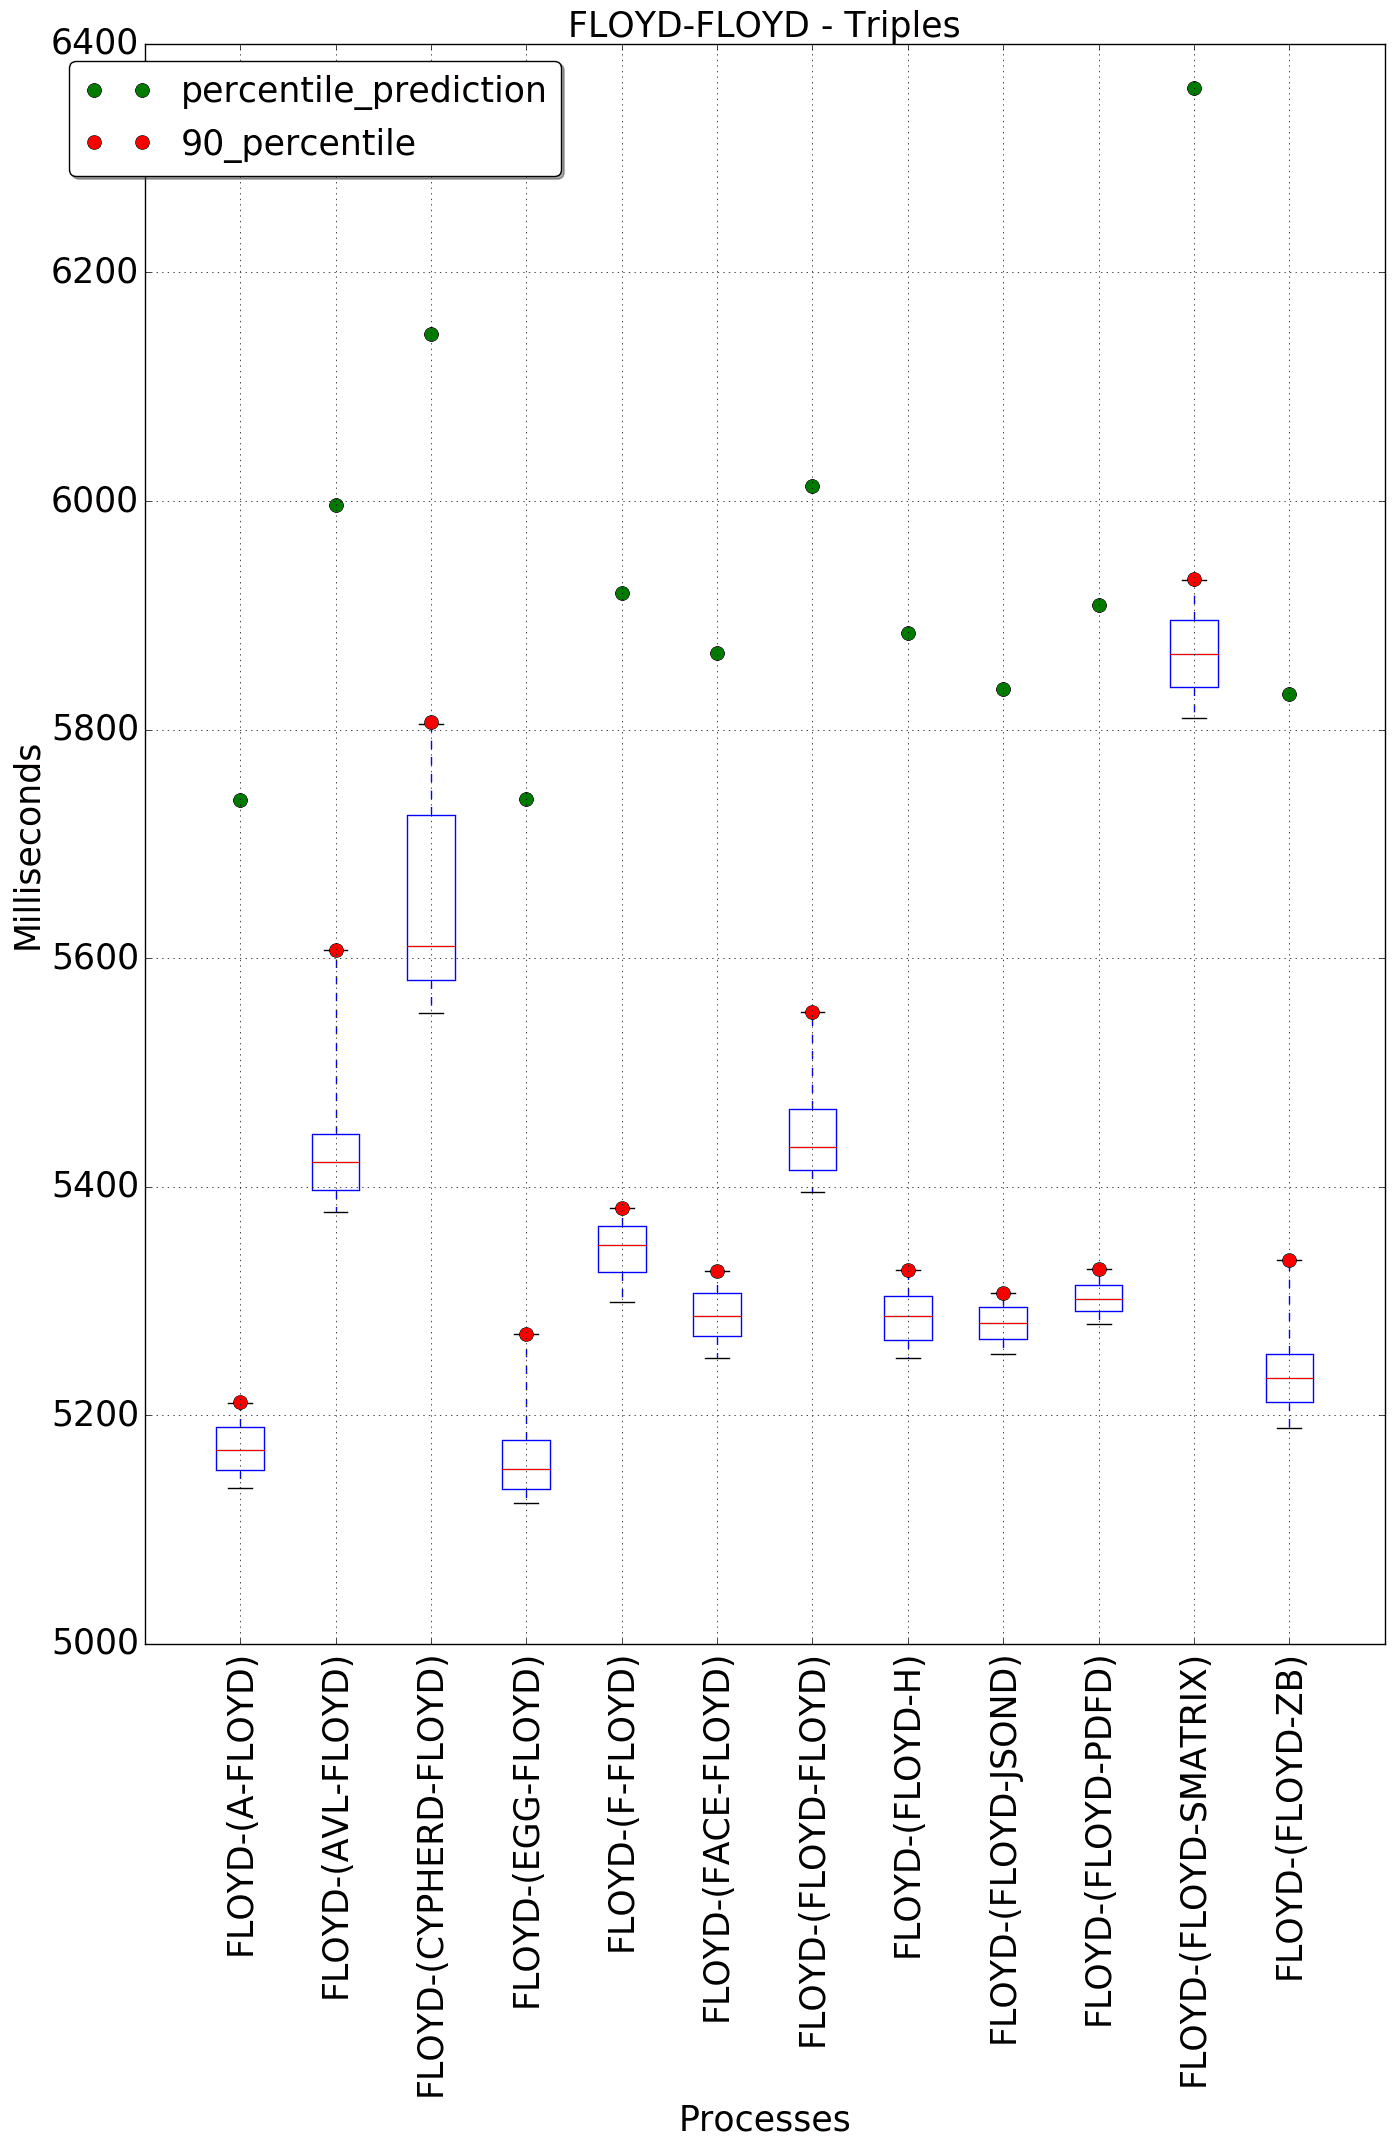 FLOYD-FLOYD - Triples
6400
percentile_prediction
90_percentile
6200
6000
5800
5600
5400
5200
5000
Milliseconds
FLOYD-(A-FLOYD)
FLOYD-(AVL-FLOYD)
FLOYD-(CYPHERD-FLOYD)
FLOYD-(EGG-FLOYD)
FLOYD-(F-FLOYD)
FLOYD-(FACE-FLOYD)
FLOYD-(FLOYD-FLOYD)
FLOYD-(FLOYD-H)
FLOYD-(FLOYD-JSOND)
FLOYD-(FLOYD-PDFD)
FLOYD-(FLOYD-SMATRIX)
FLOYD-(FLOYD-ZB)
Processes